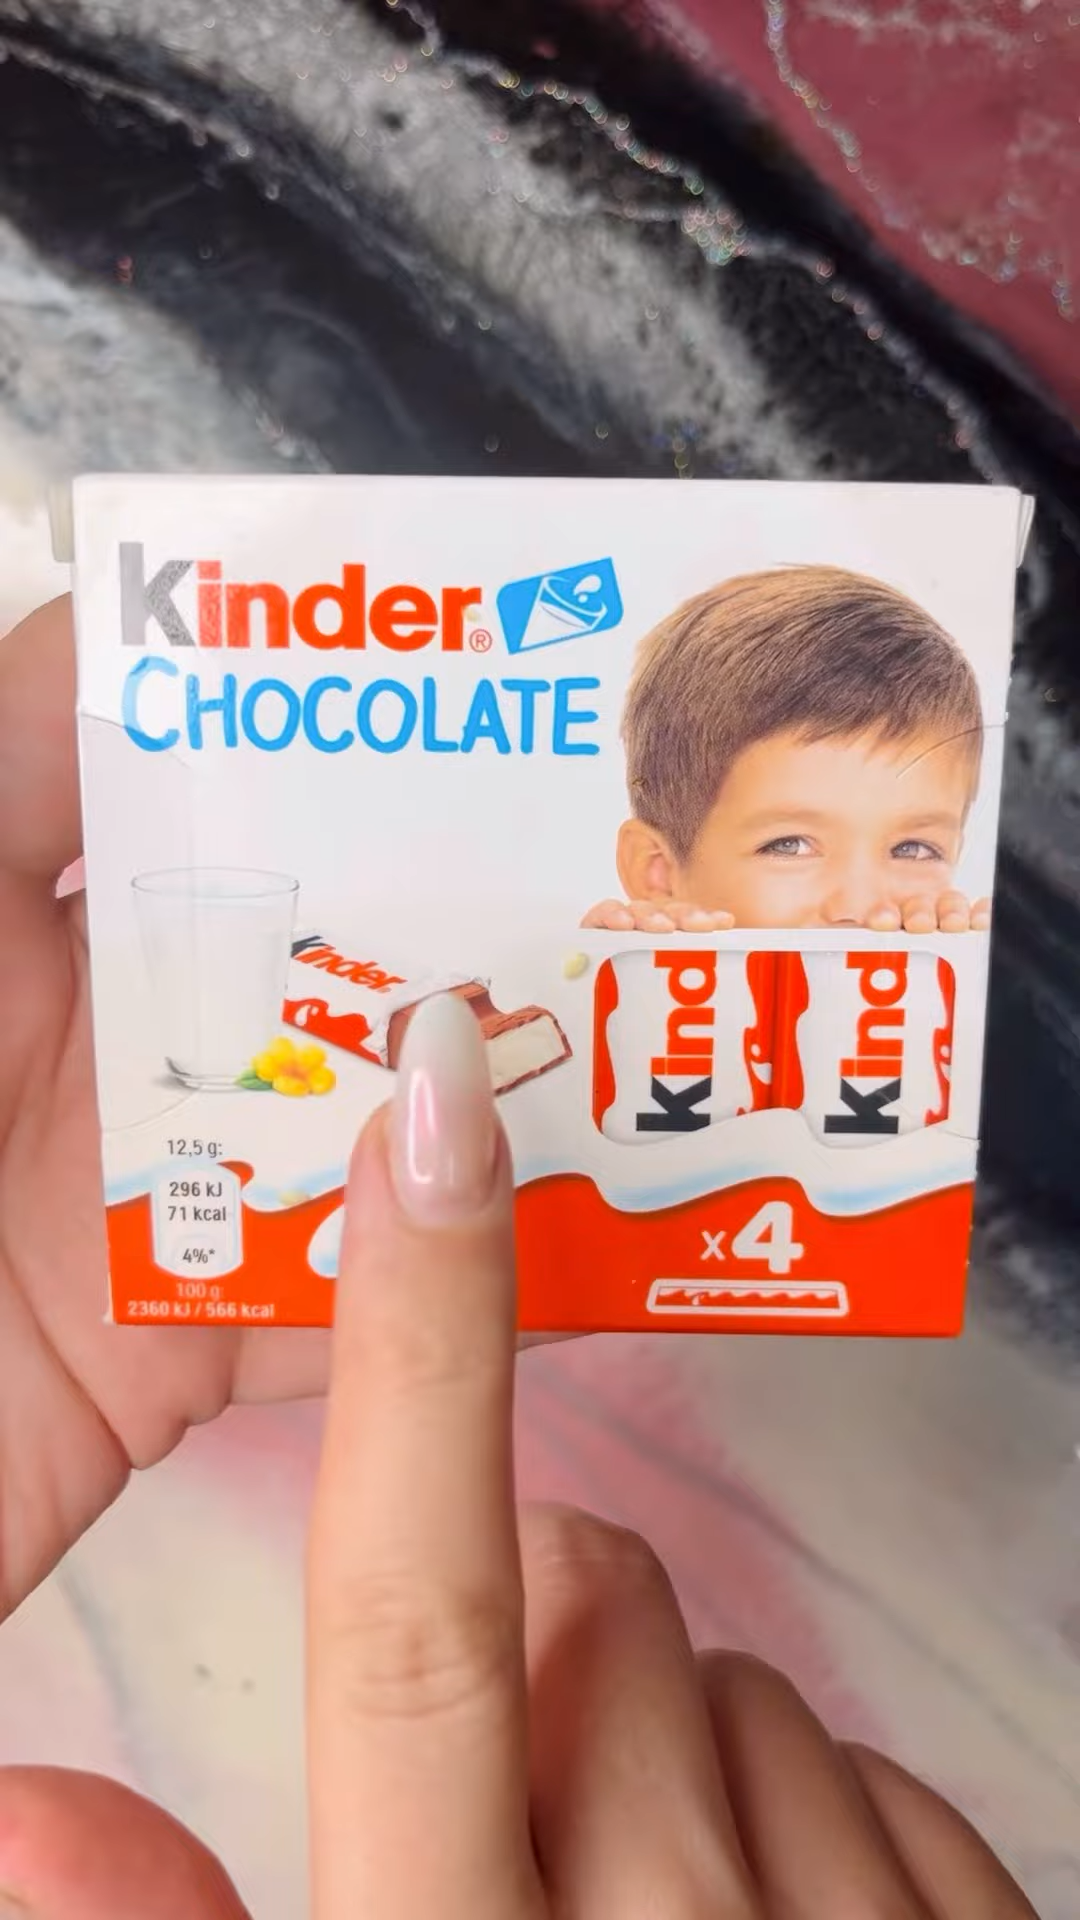 Kinder®
CHOCOLATE
Kinder
Kind
Kind
12,5 g:
296 kJ
71 kcal
4%*
100 g:
2360 kJ / 566 kcal
x4